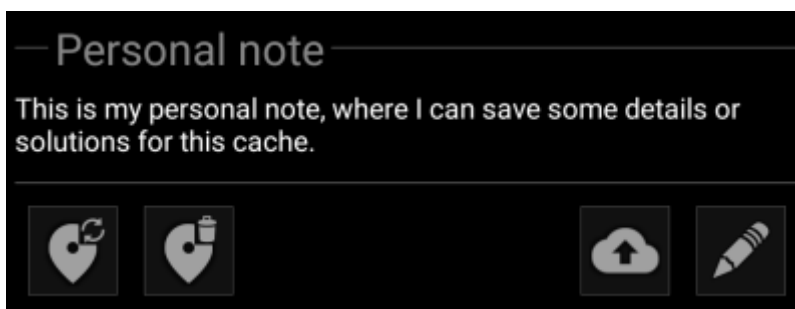 Personal note
This is my personal note, where I can save some details or
solutions for this cache.